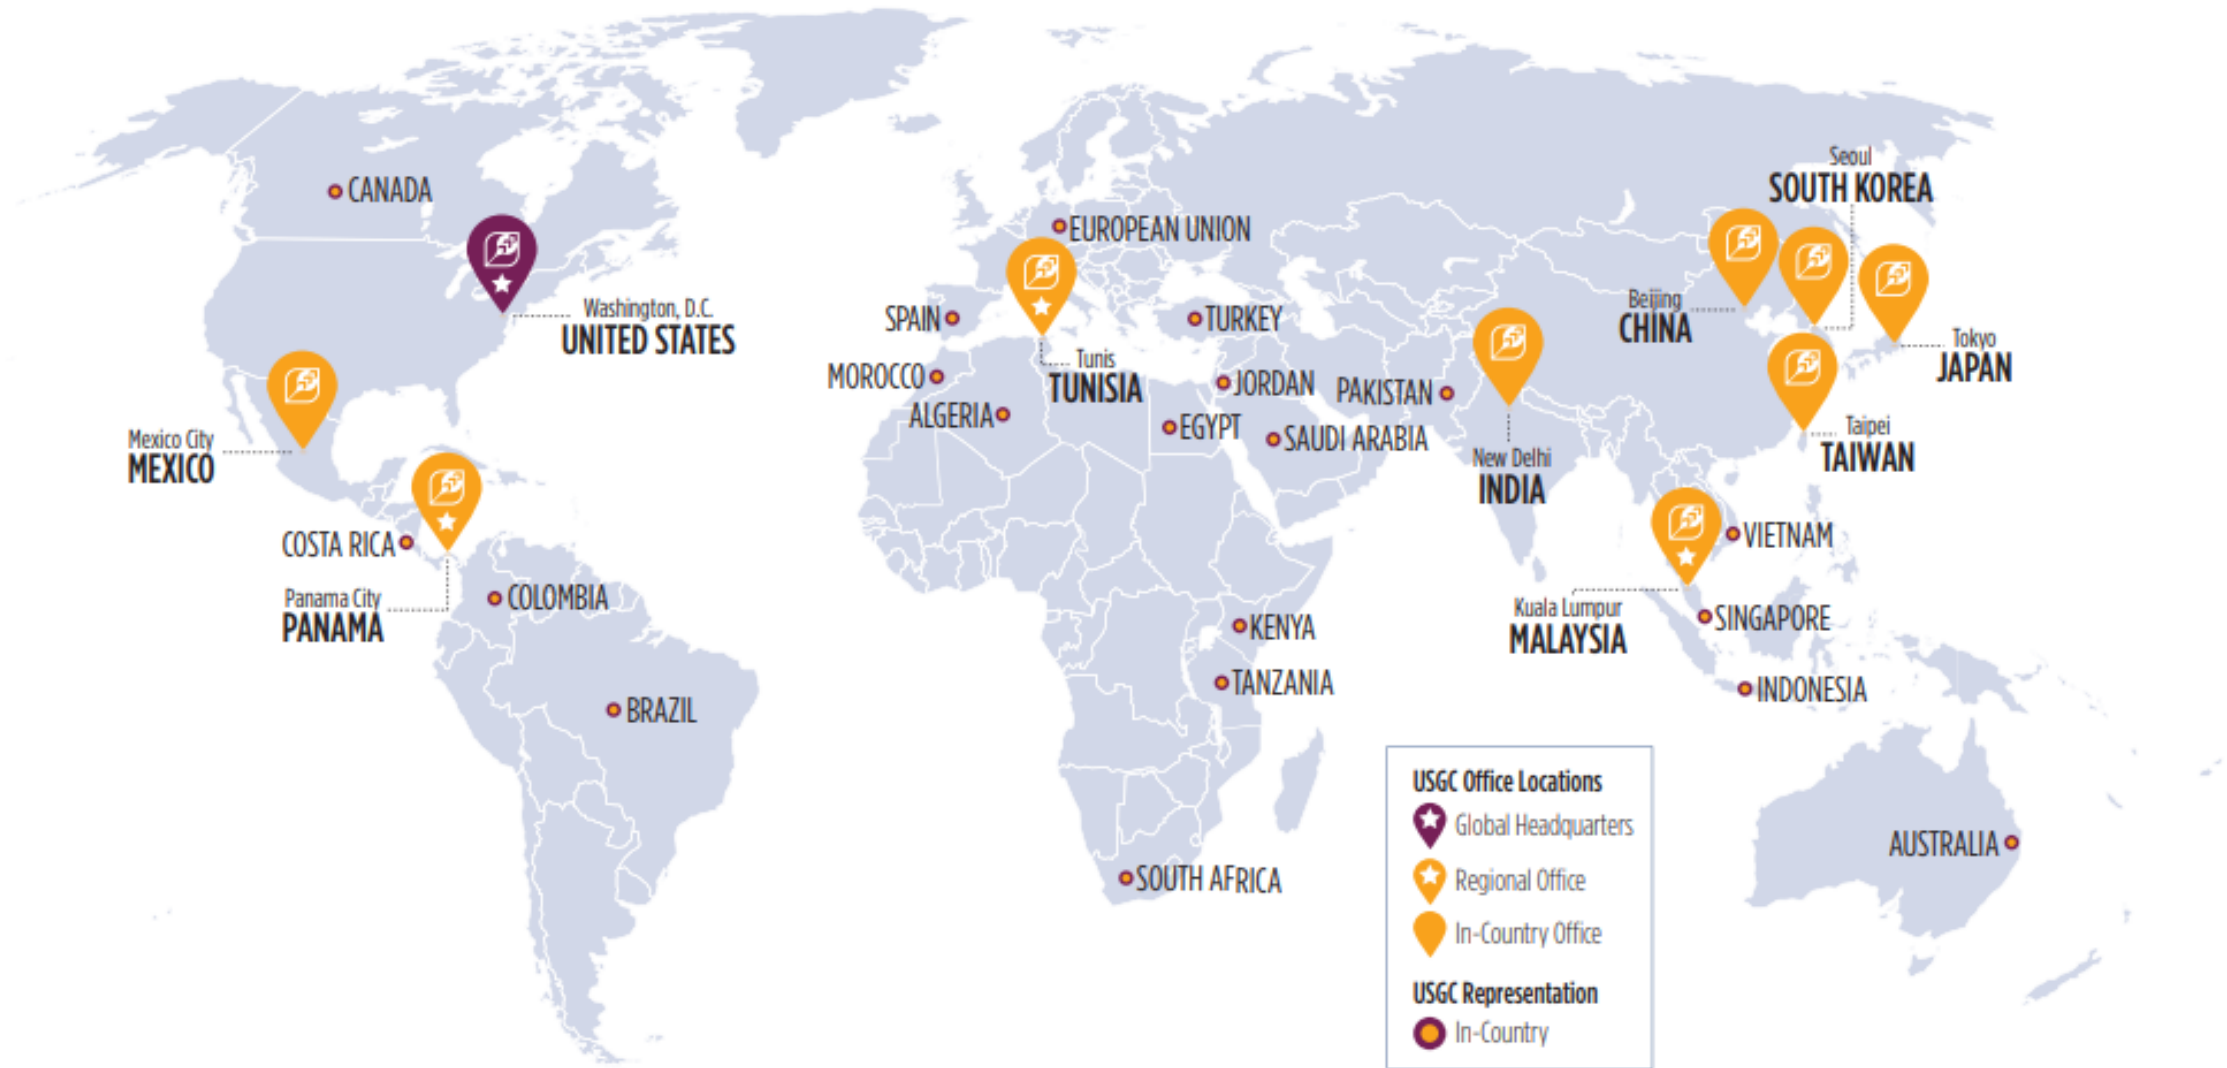 CANADA
Washington, D.C.
UNITED STATES
Mexico City
MEXICO
COSTA RICA
Panama City
PANAMA
COLOMBIA
BRAZIL
EUROPEAN UNION
SPAIN
TURKEY
MOROCCO
Tunis
TUNISIA
ALGERIA
JORDAN
EGYPT
SAUDI ARABIA
PAKISTAN
KENYA
TANZANIA
SOUTH AFRICA
New Delhi
INDIA
Seoul
SOUTH KOREA
Beijing
CHINA
Tokyo
JAPAN
Taipei
TAIWAN
VIETNAM
Kuala Lumpur
MALAYSIA
SINGAPORE
INDONESIA
AUSTRALIA
USGC Office Locations
Global Headquarters
Regional Office
In-Country Office
USGC Representation
In-Country